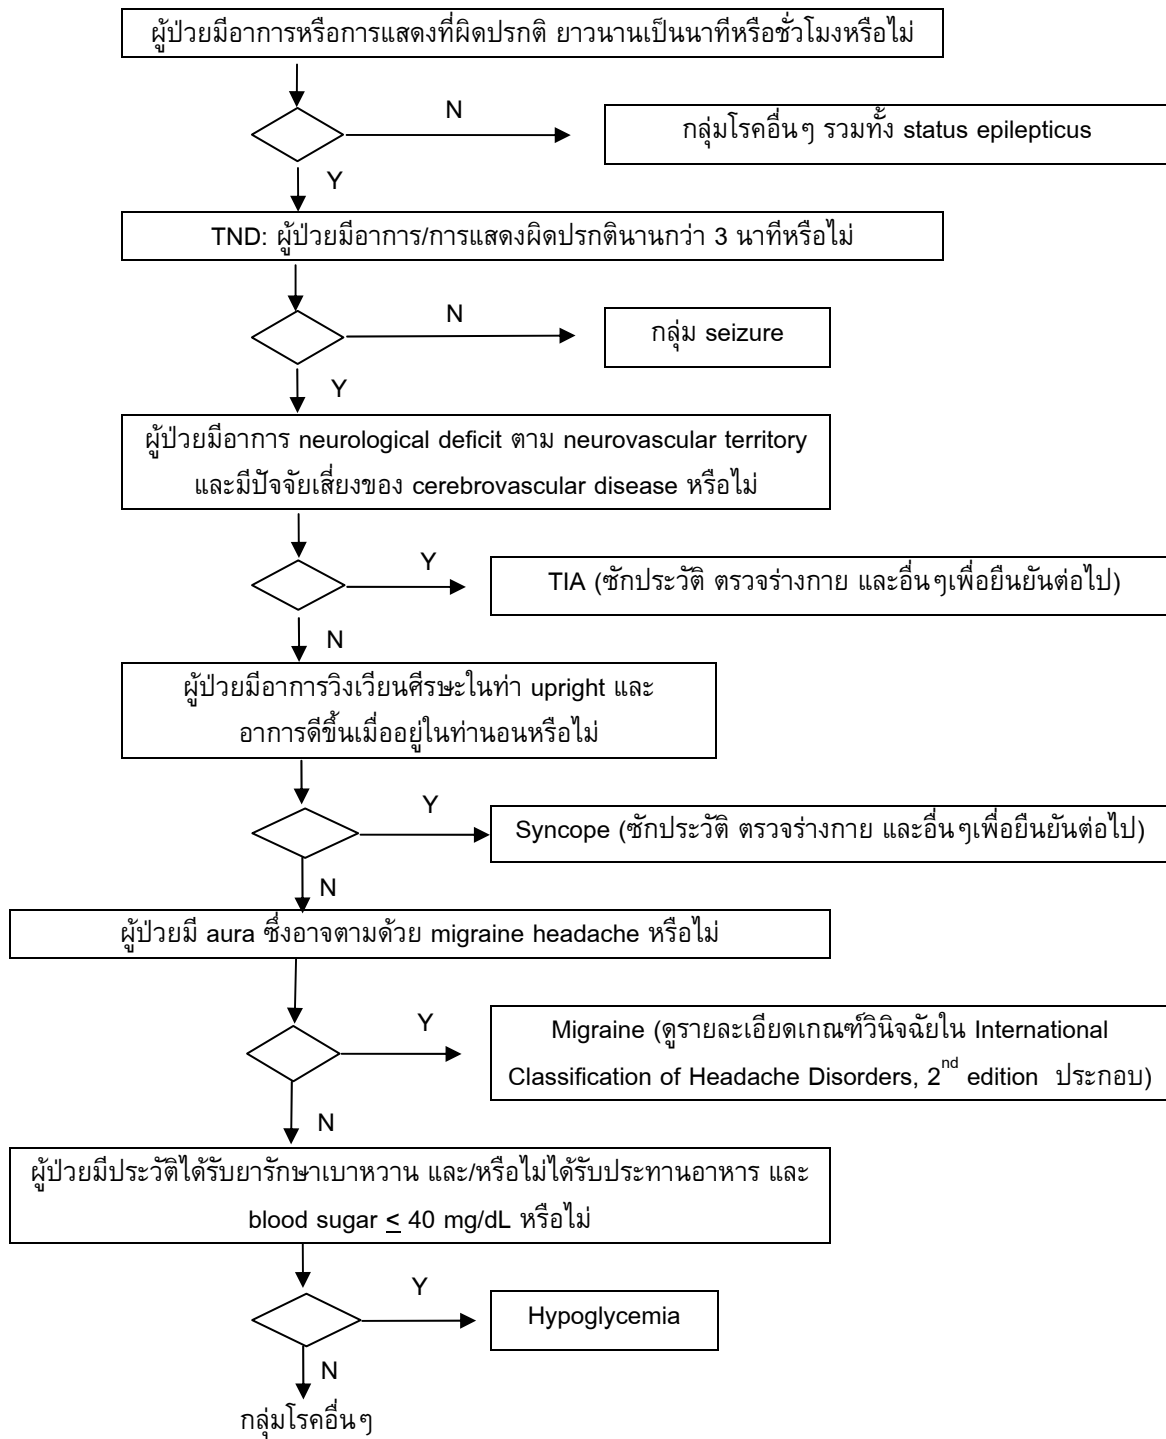 ผู้ป่วยมีอาการหรือการแสดงที่ผิดปรกติ ยาวนานเป็นนาทีหรือชั่วโมงหรือไม่
N
กลุ่มโรคอื่นๆ รวมทั้ง status epilepticus
Y
TND: ผู้ป่วยมีอาการ/การแสดงผิดปรกตินานกว่า 3 นาทีหรือไม่
N
กลุ่ม seizure
Y
ผู้ป่วยมีอาการ neurological deficit ตาม neurovascular territory
และมีปัจจัยเสี่ยงของ cerebrovascular disease หรือไม่
Y
TIA (ซักประวัติ ตรวจร่างกาย และอื่นๆเพื่อยืนยันต่อไป)
N
ผู้ป่วยมีอาการวิงเวียนศีรษะในท่า upright และ
อาการดีขึ้นเมื่ออยู่ในท่านอนหรือไม่
Y
Syncope (ซักประวัติ ตรวจร่างกาย และอื่นๆเพื่อยืนยันต่อไป)
N
ผู้ป่วยมี aura ซึ่งอาจตามด้วย migraine headache หรือไม่
Y
Migraine (ดูรายละเอียดเกณฑ์วินิจฉัยใน International
Classification of Headache Disorders, 2nd edition ประกอบ)
N
ผู้ป่วยมีประวัติได้รับยารักษาเบาหวาน และ/หรือไม่ได้รับประทานอาหาร และ
blood sugar ≤ 40 mg/dL หรือไม่
Y
Hypoglycemia
N
กลุ่มโรคอื่นๆ